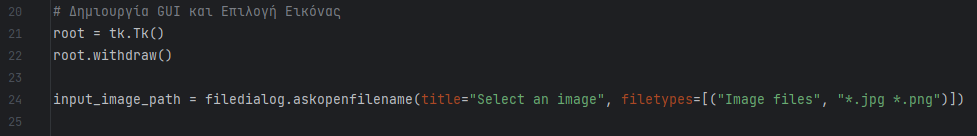 20 # Δημιουργία GUI και Επιλογή Εικόνας
21 root = tk.Tk()
22 root.withdraw()
23
24 input_image_path = filedialog.askopenfilename(title="Select an image", filetypes=[("Image files", "*.jpg *.png")])
25